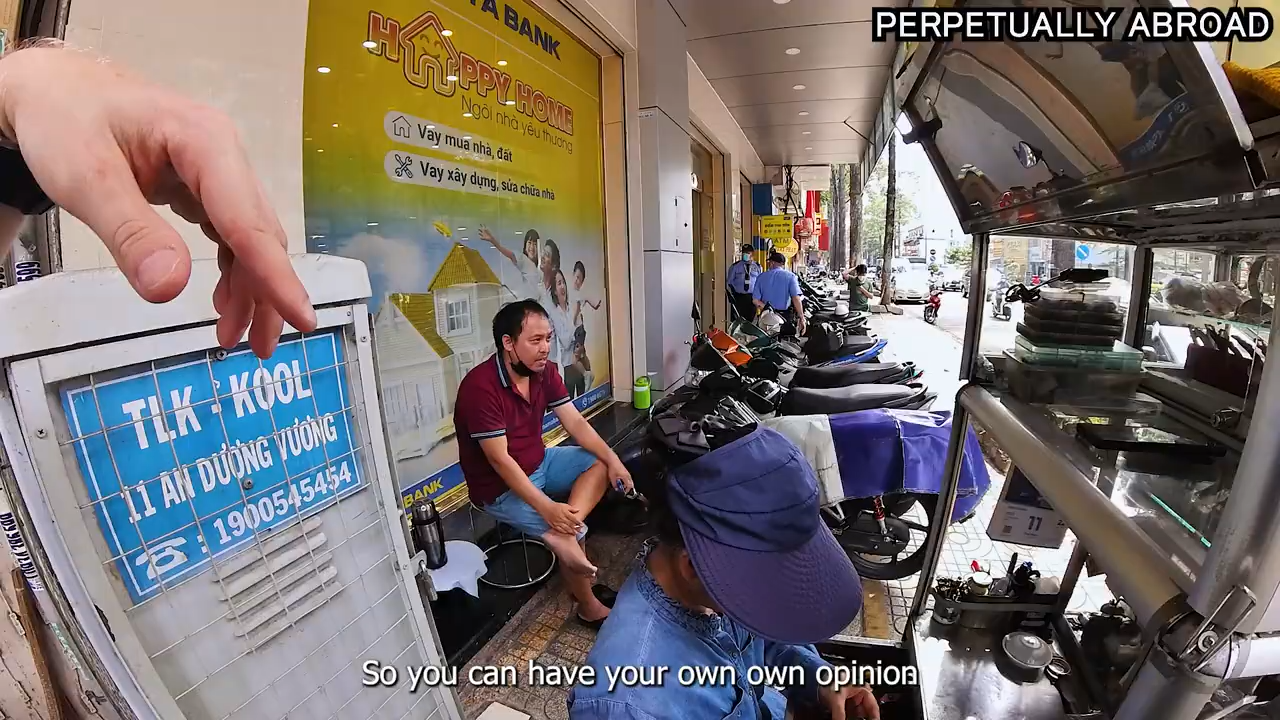 PERPETUALLY ABROAD
A BANK
HAPPY HOME
Ngôi nhà yêu thương
Vay mua nhà, đất
Vay xây dựng, sửa chữa nhà
TLK : KOOL
11 AN DƯƠNG VƯƠNG
☎ : 1900545454
BANK
ATM
11
So you can have your own own opinion